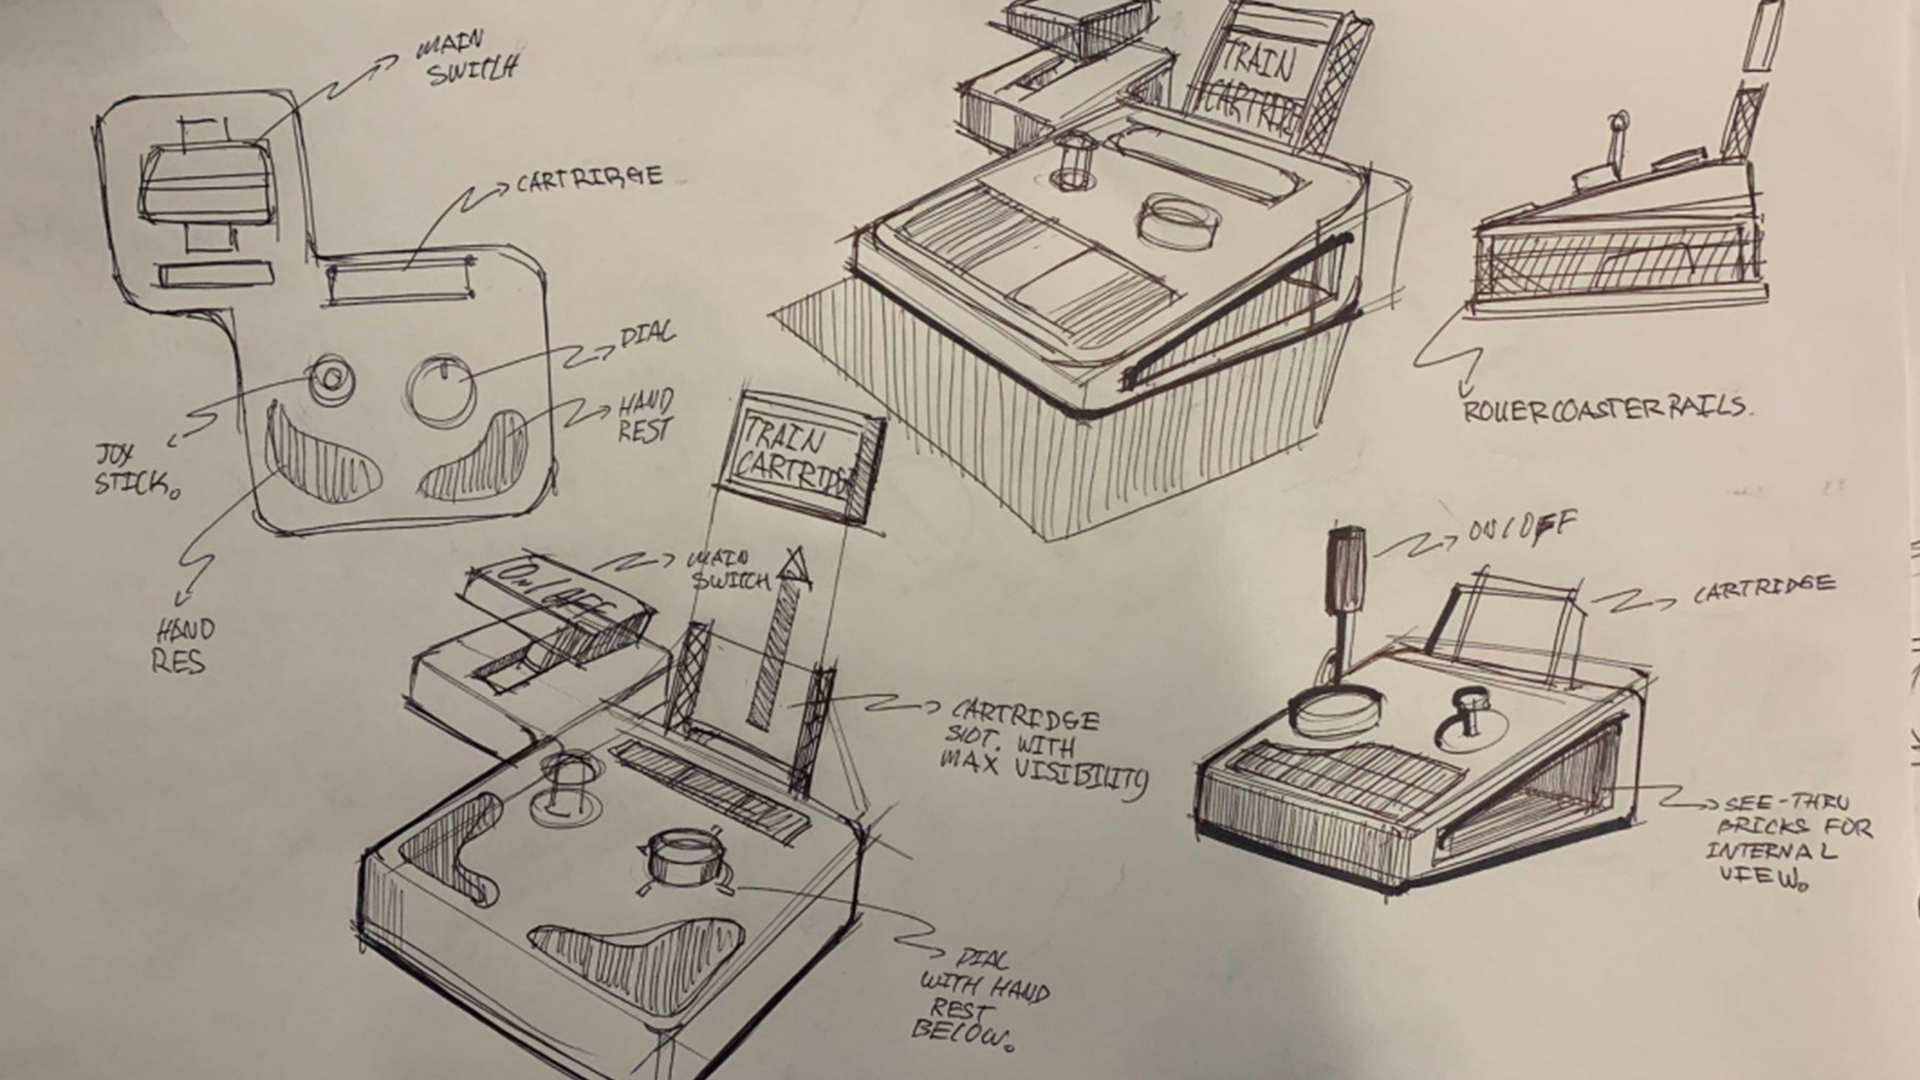 MAIN
SWITCH
CARTRIRGE
DIAL
HAND
REST
JOY
STICK.
HAND
RES
TRAIN
CARTRIDGE
TRAIN
CARTRIDGE
ROLLERCOASTER RAILS.
ON/OFF
MAIN
SWITCH
CARTRIDGE
SLOT. WITH
MAX VISIBILITY
DIAL
WITH HAND
REST
BELOW.
ON/OFF
CARTRIDGE
SEE-THRU
BRICKS FOR
INTERNAL
VIEW.